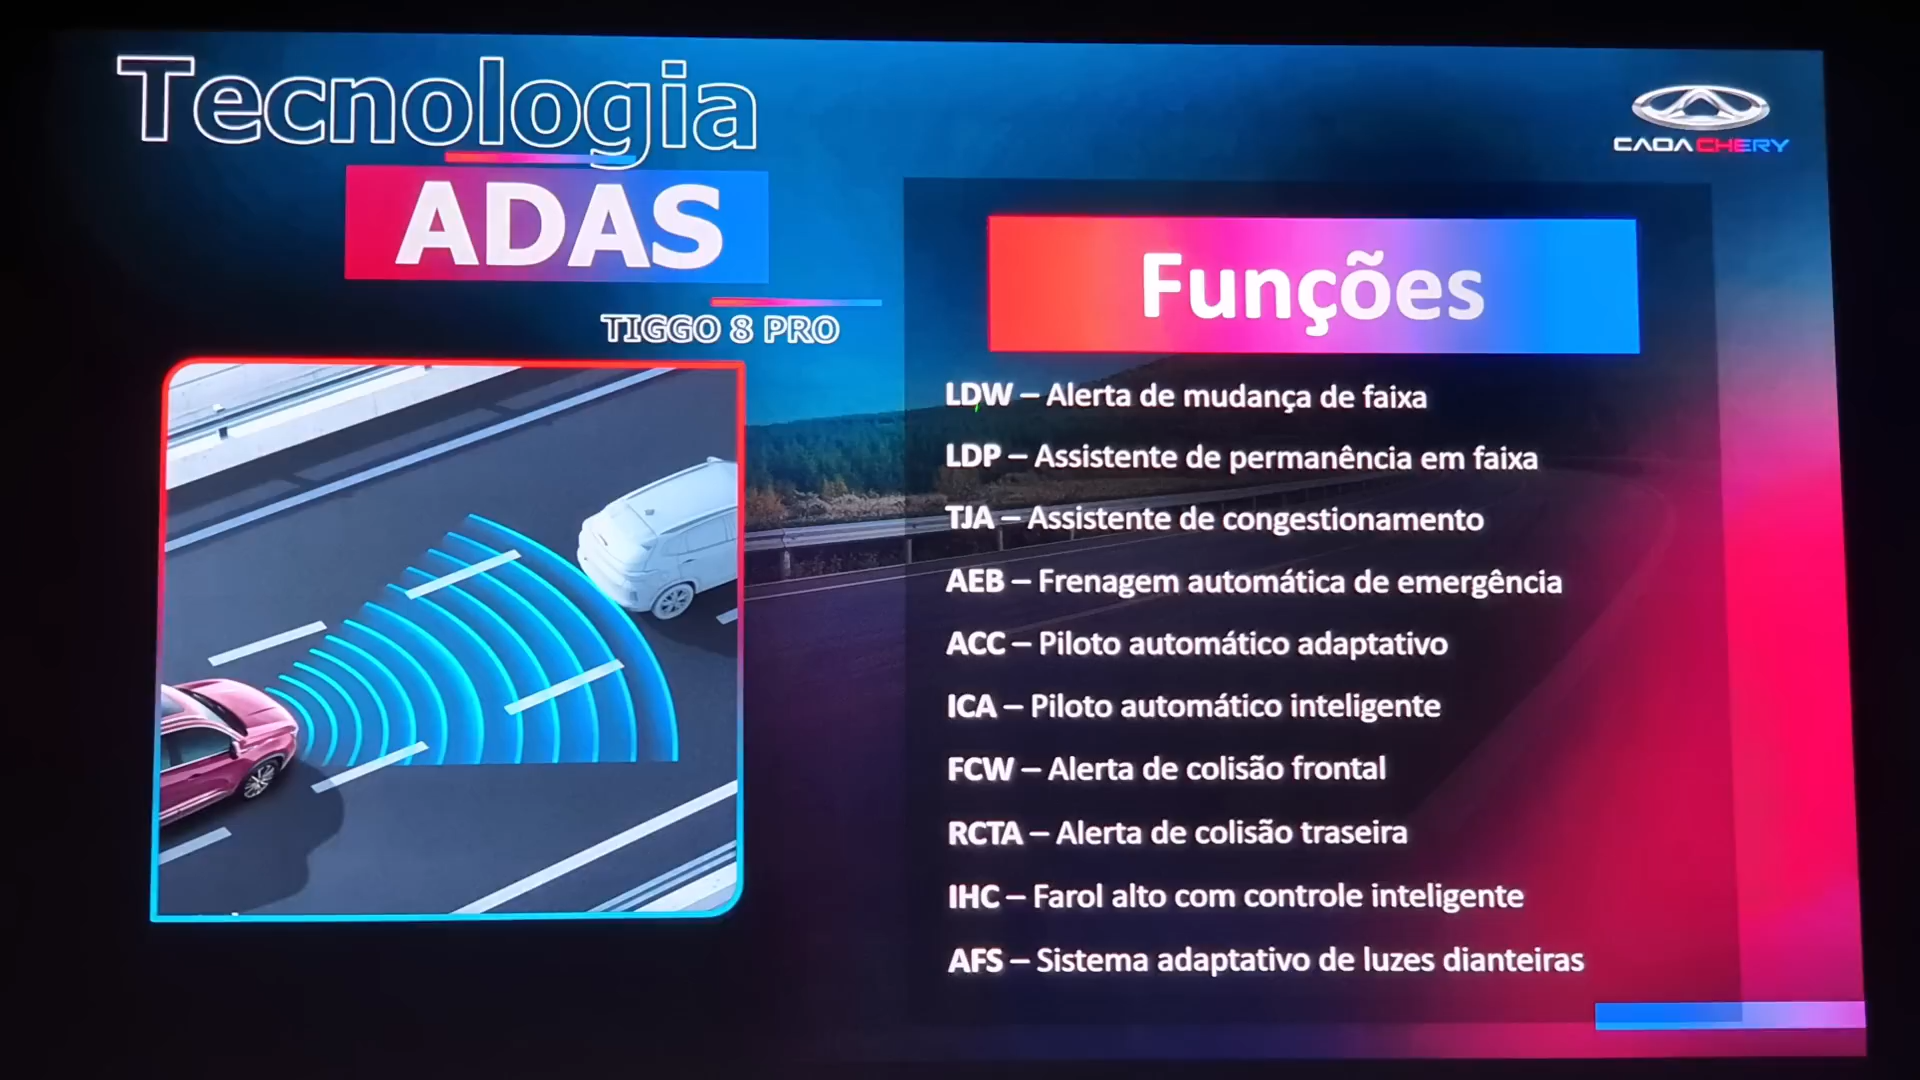 Tecnologia
ADAS
TIGGO 8 PRO
CAOA CHERY
Funções
LDW – Alerta de mudança de faixa
LDP – Assistente de permanência em faixa
TJA – Assistente de congestionamento
AEB – Frenagem automática de emergência
ACC – Piloto automático adaptativo
ICA – Piloto automático inteligente
FCW – Alerta de colisão frontal
RCTA – Alerta de colisão traseira
IHC – Farol alto com controle inteligente
AFS – Sistema adaptativo de luzes dianteiras